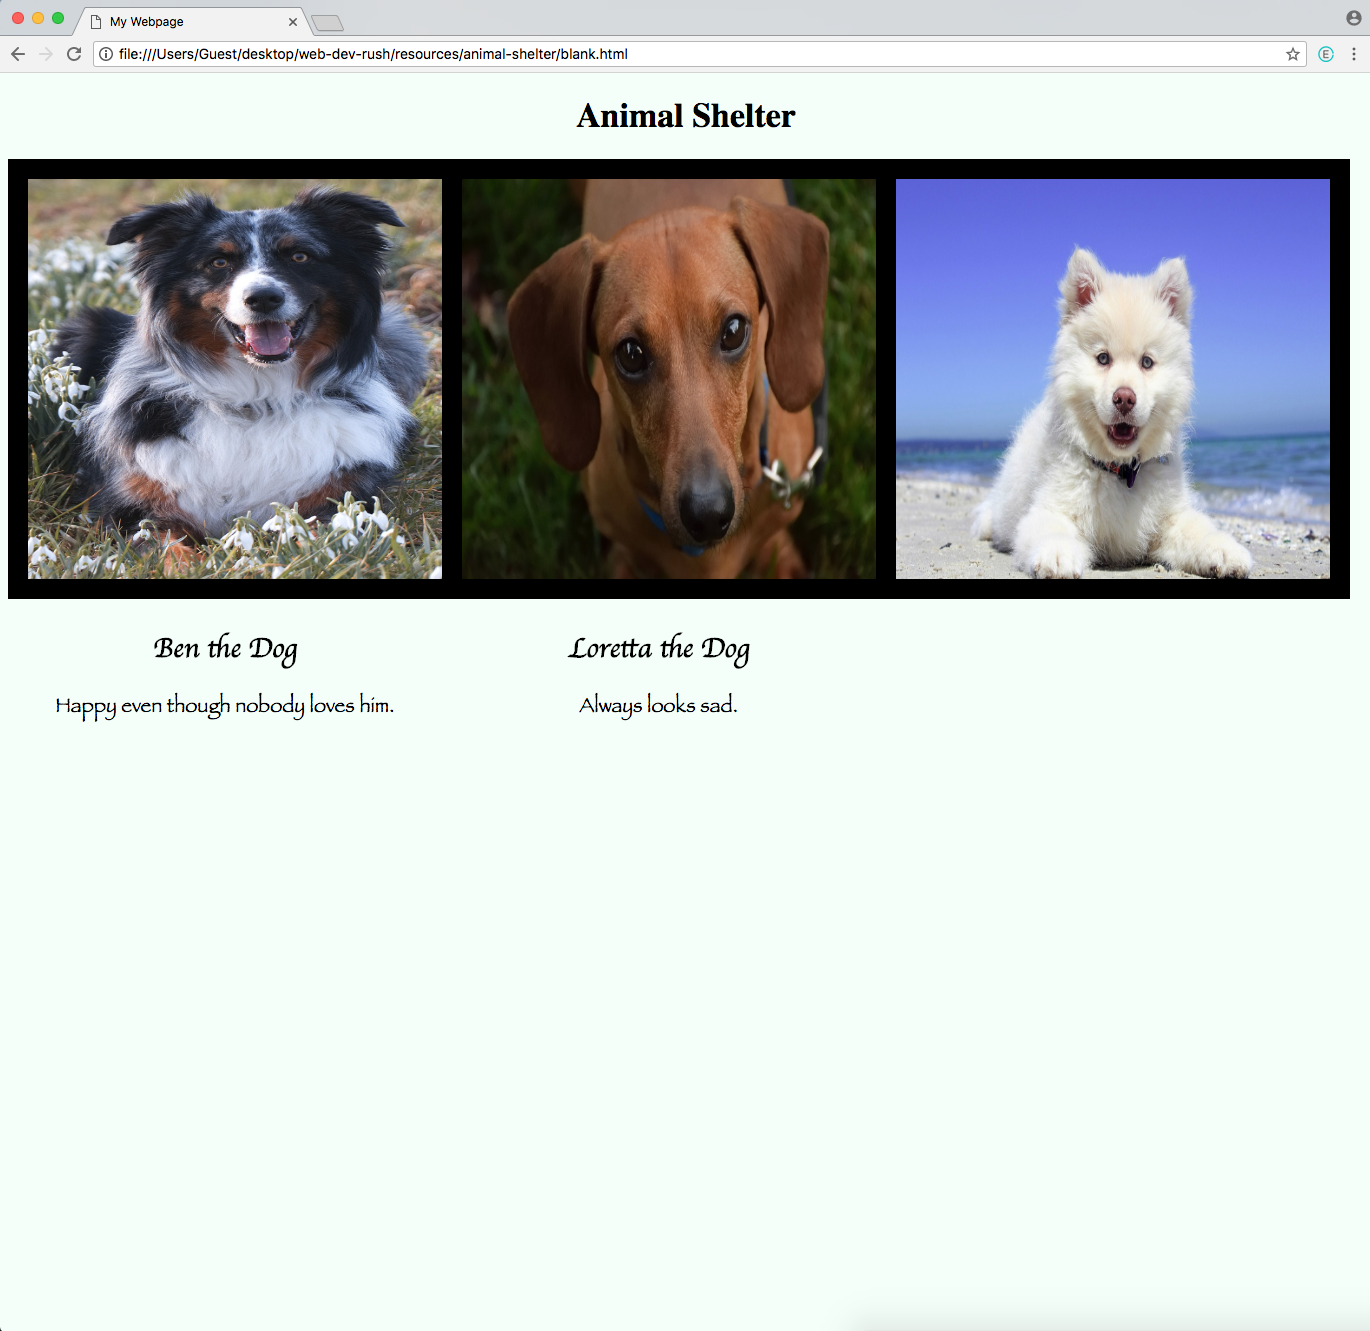 My Webpage
file:///Users/Guest/desktop/web-dev-rush/resources/animal-shelter/blank.html
E
Animal Shelter
Ben the Dog
Loretta the Dog
Happy even though nobody loves him.
Always looks sad.